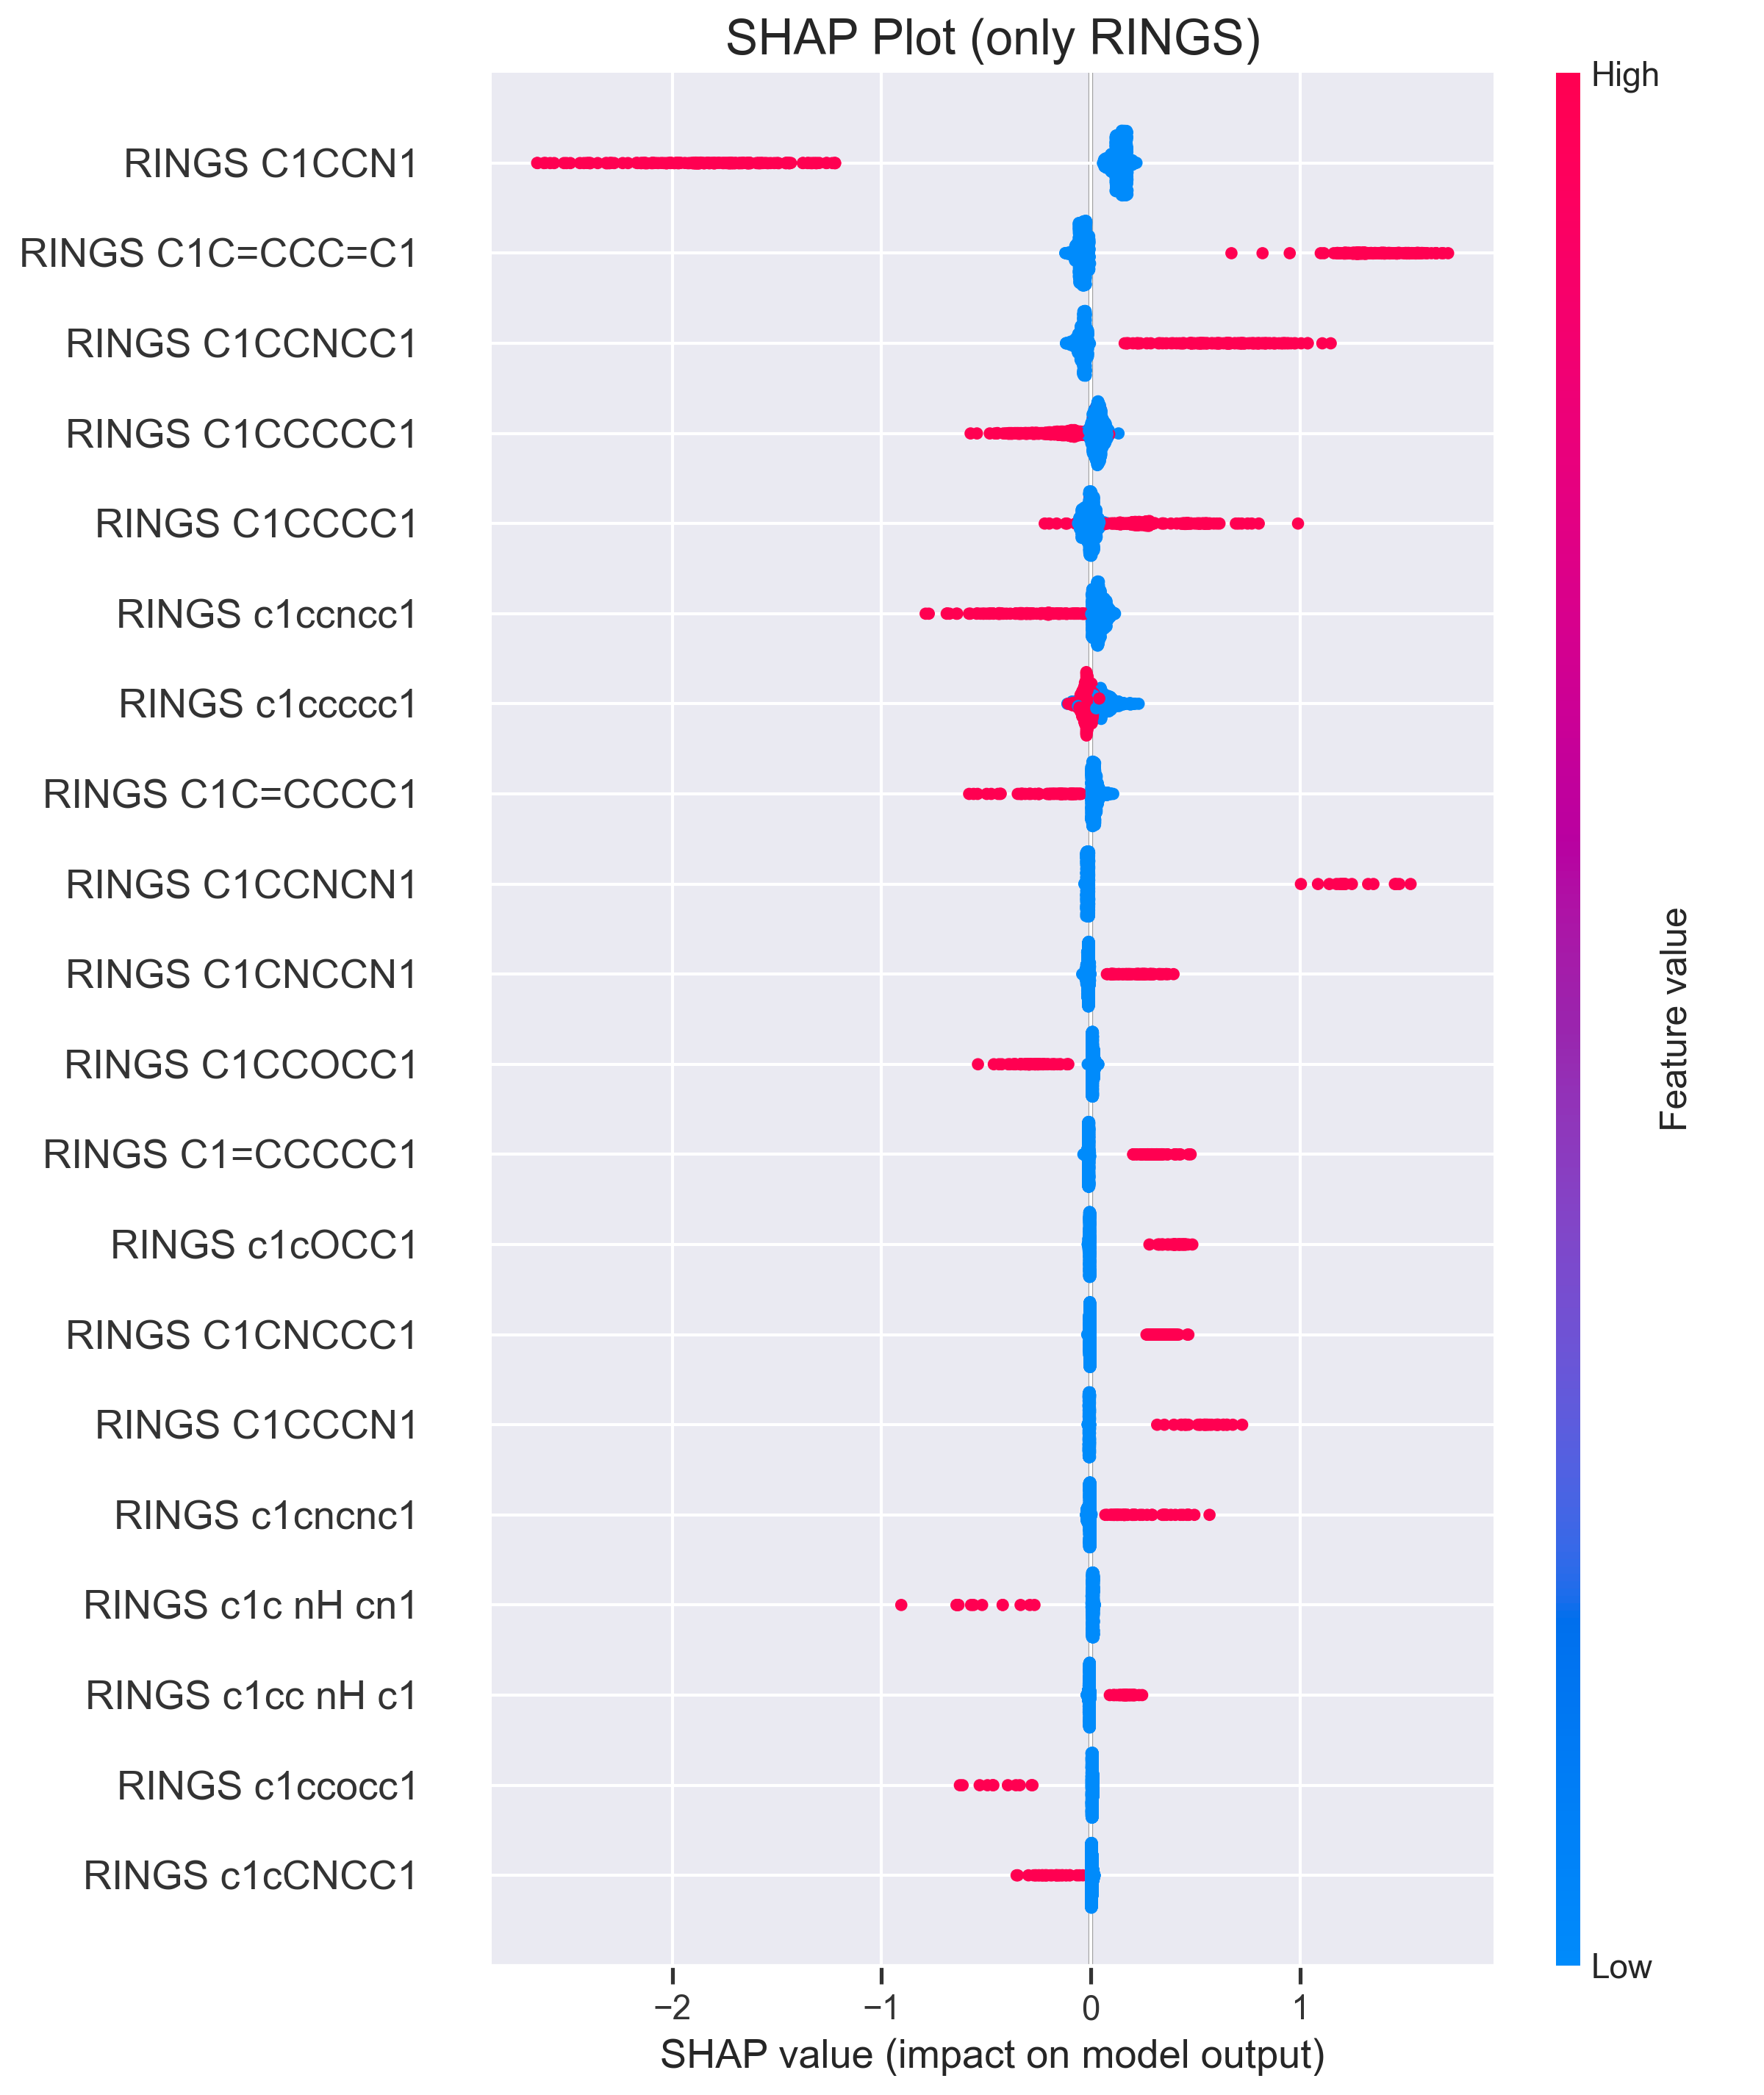 SHAP Plot (only RINGS)
High
RINGS C1CCN1
RINGS C1C=CCC=C1
RINGS C1CCNCC1
RINGS C1CCCCC1
RINGS C1CCCC1
RINGS c1ccncc1
RINGS c1ccccc1
RINGS C1C=CCCC1
RINGS C1CCNCN1
RINGS C1CNCCN1
RINGS C1CCOCC1
RINGS C1=CCCCC1
RINGS c1cOCC1
RINGS C1CNCCC1
RINGS C1CCCN1
RINGS c1cncnc1
RINGS c1c nH cn1
RINGS c1cc nH c1
RINGS c1ccocc1
RINGS c1cCNCC1
Feature value
Low
−2 −1 0 1
SHAP value (impact on model output)